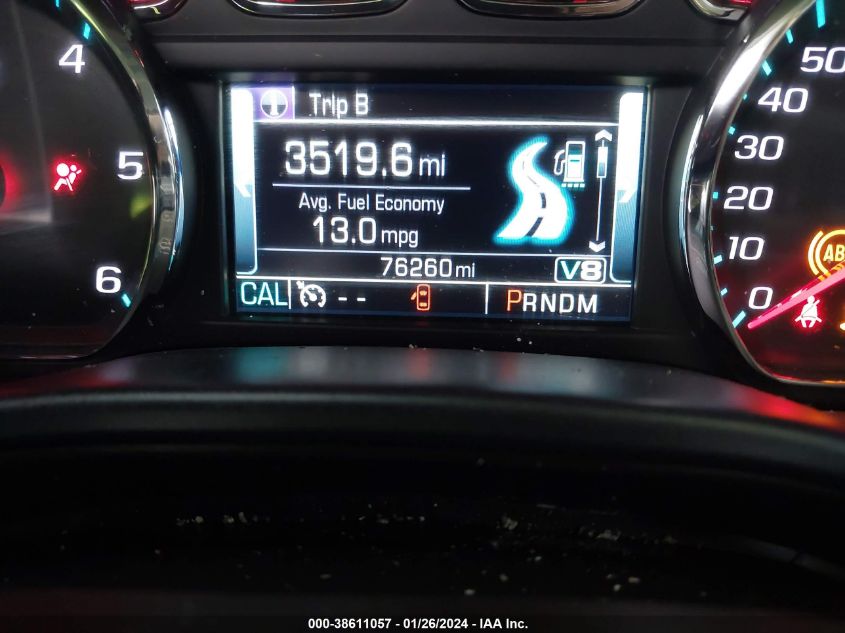 Trip B
3519.6 mi
Avg. Fuel Economy
13.0 mpg
76260 mi V8
CAL -- PRNDM
4
5
6
50
40
30
20
10
0
AB
000-38611057 - 01/26/2024 - IAA Inc.